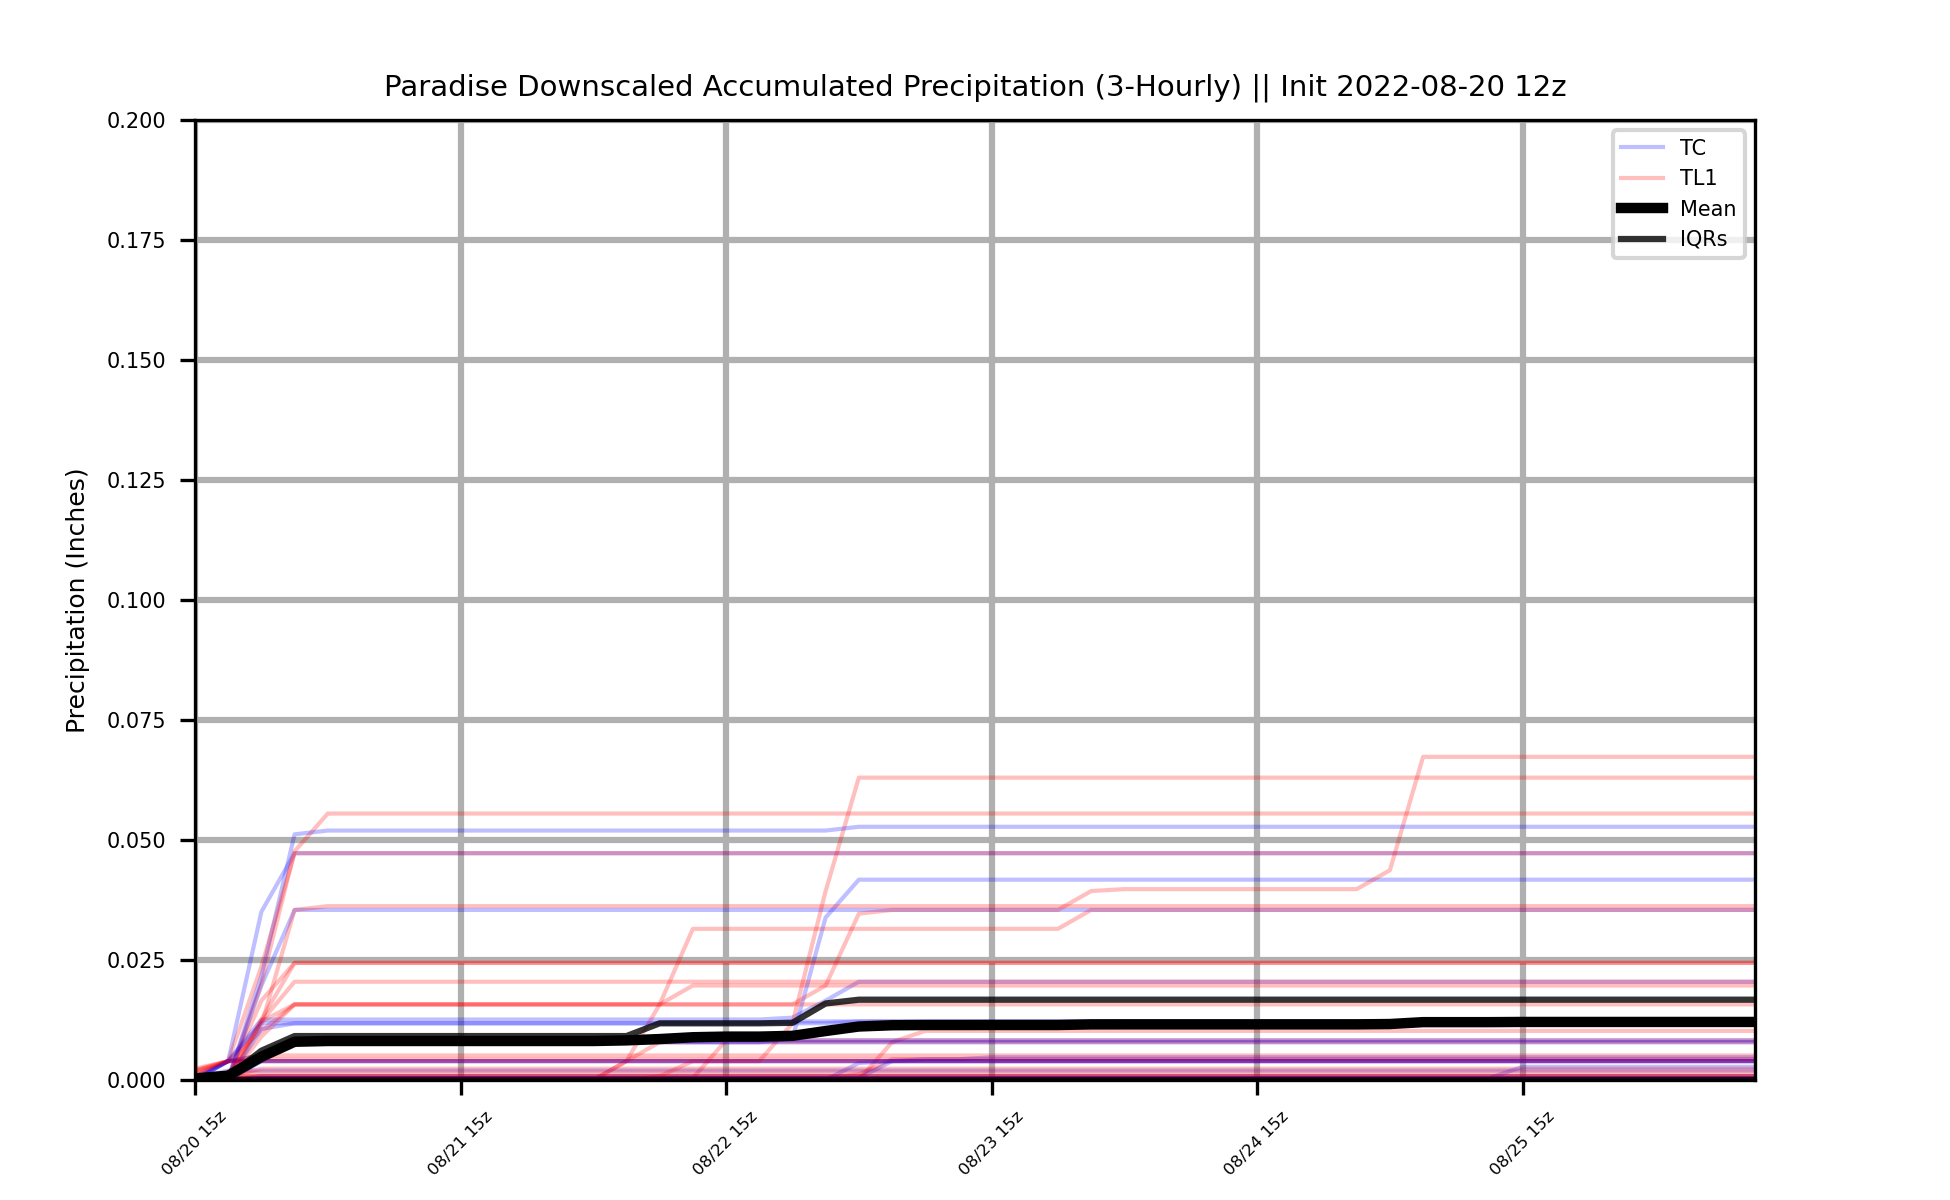 Paradise Downscaled Accumulated Precipitation (3-Hourly) || Init 2022-08-20 12z
0.200
0.175
0.150
0.125
0.100
0.075
0.050
0.025
0.000
Precipitation (Inches)
TC
TL1
Mean
IQRs
08/20 15z
08/21 15z
08/22 15z
08/23 15z
08/24 15z
08/25 15z